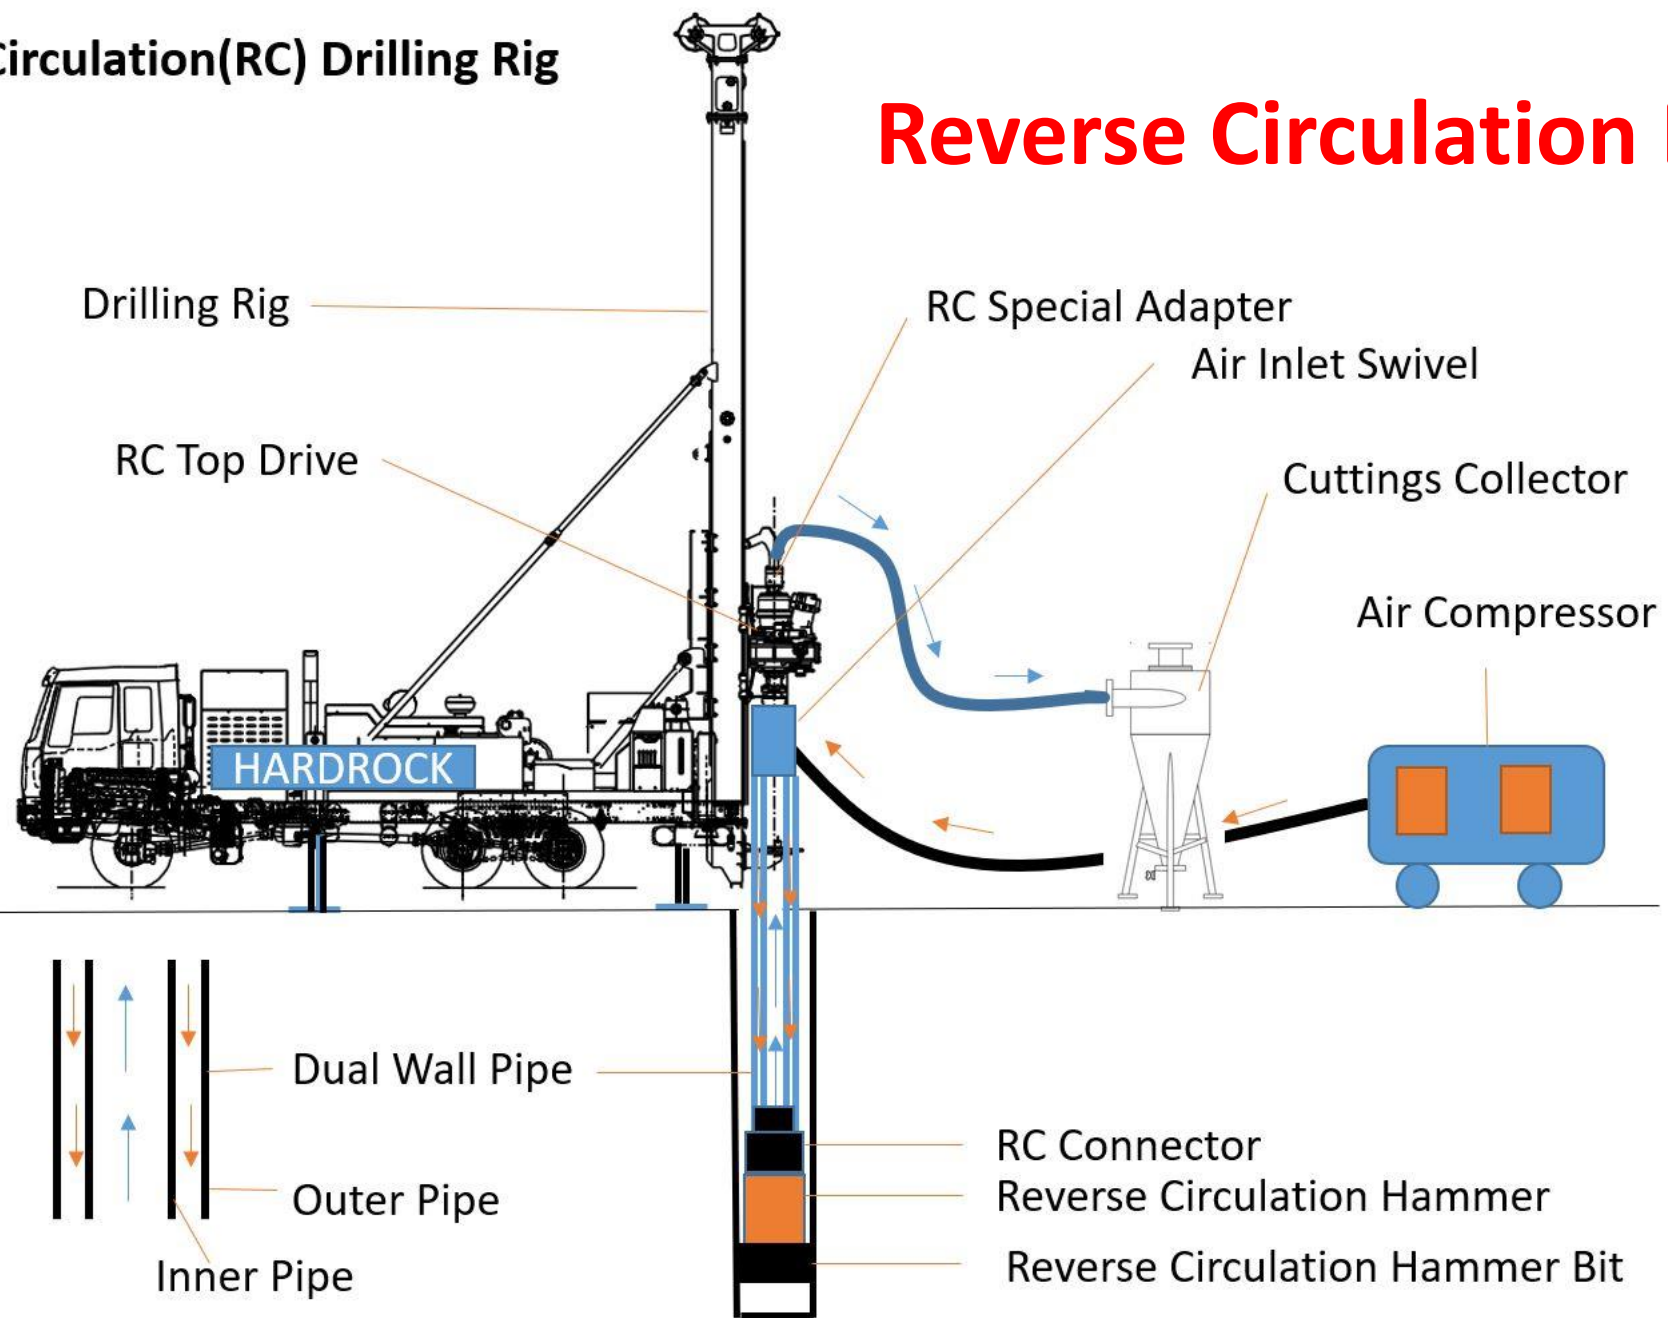 Circulation(RC) Drilling Rig
Reverse Circulation
Drilling Rig
RC Special Adapter
Air Inlet Swivel
RC Top Drive
Cuttings Collector
Air Compressor
HARDROCK
Dual Wall Pipe
Outer Pipe
Inner Pipe
RC Connector
Reverse Circulation Hammer
Reverse Circulation Hammer Bit